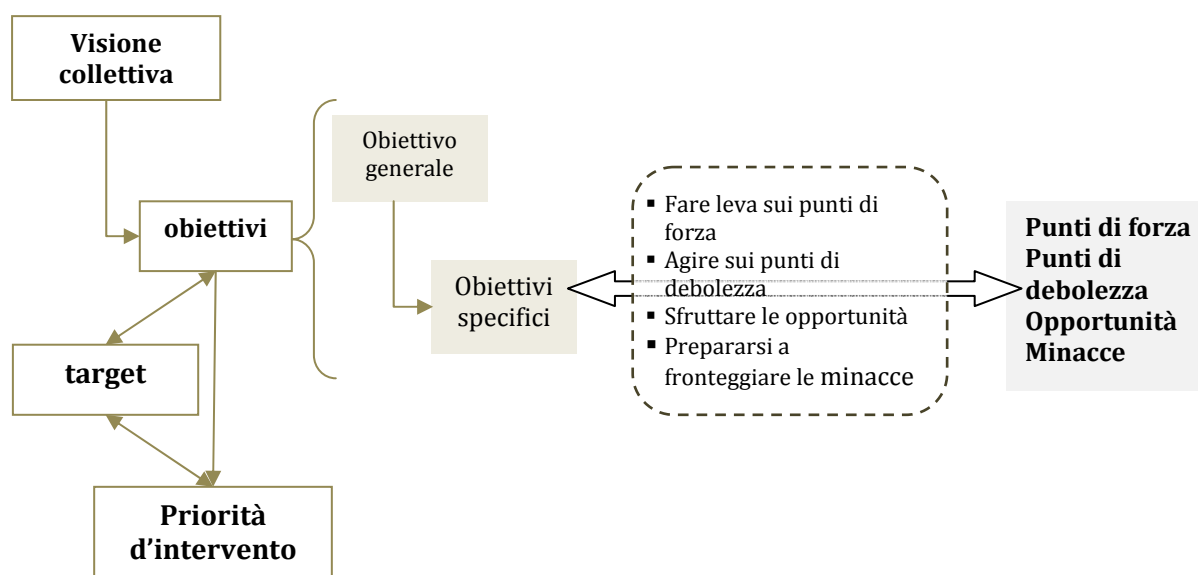 Visione
collettiva
Obiettivo
generale
obiettivi
Obiettivi
specifici
▪ Fare leva sui punti di
forza
▪ Agire sui punti di
debolezza
▪ Sfruttare le opportunità
▪ Prepararsi a
fronteggiare le minacce
Punti di forza
Punti di
debolezza
Opportunità
Minacce
target
Priorità
d’intervento